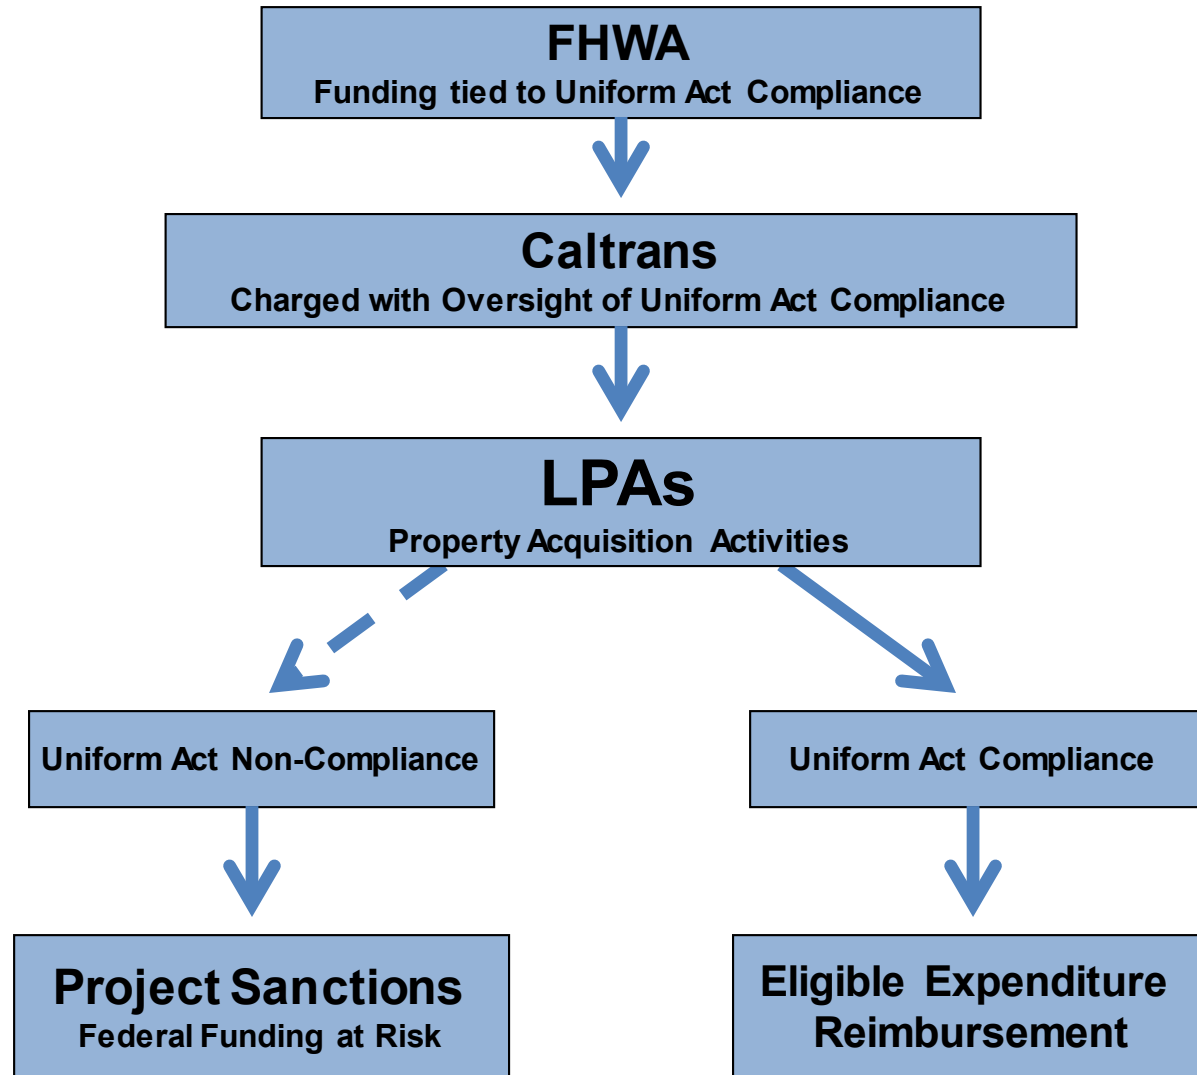 FHWA
Funding tied to Uniform Act Compliance
Caltrans
Charged with Oversight of Uniform Act Compliance
LPAs
Property Acquisition Activities
Uniform Act Non-Compliance
Uniform Act Compliance
Project Sanctions
Federal Funding at Risk
Eligible Expenditure
Reimbursement